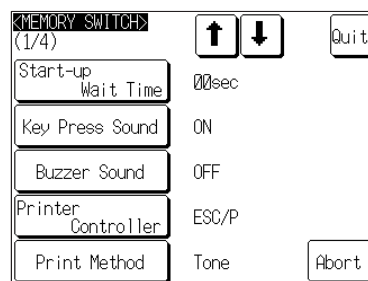 <MEMORY SWITCH>
(1/4)
↑ ↓ Quit
Start-up
Wait Time
00sec
Key Press Sound ON
Buzzer Sound OFF
Printer
Controller
ESC/P
Print Method Tone
Abort